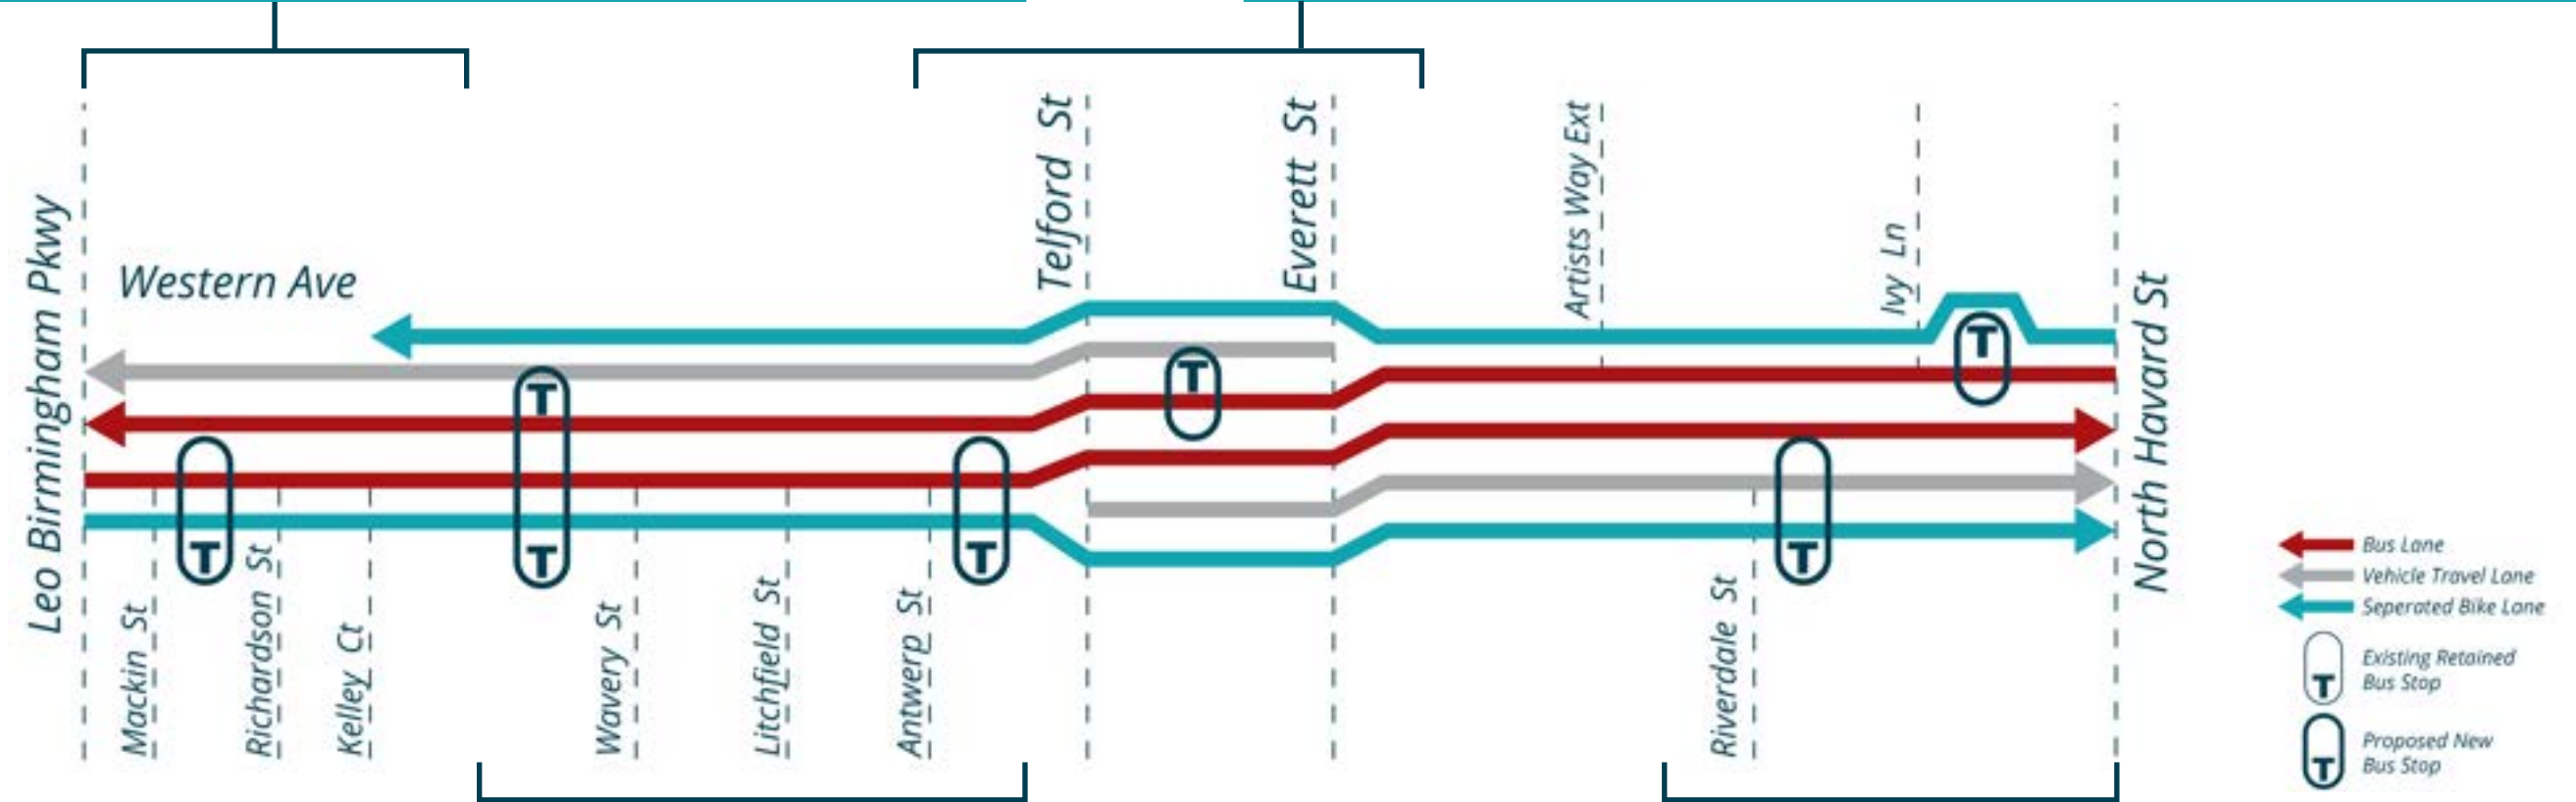 Leo Birmingham Pkwy
Western Ave
Telford St
Everett St
Artists Way Ext
Ivy Ln
North Havard St
T
T
T
T
T
T
T
T
Mackin St
Richardson St
Kelley Ct
Wavery St
Litchfield St
Antwerp St
Riverdale St
Bus Lane
Vehicle Travel Lane
Seperated Bike Lane
T
Existing Retained
Bus Stop
T
Proposed New
Bus Stop